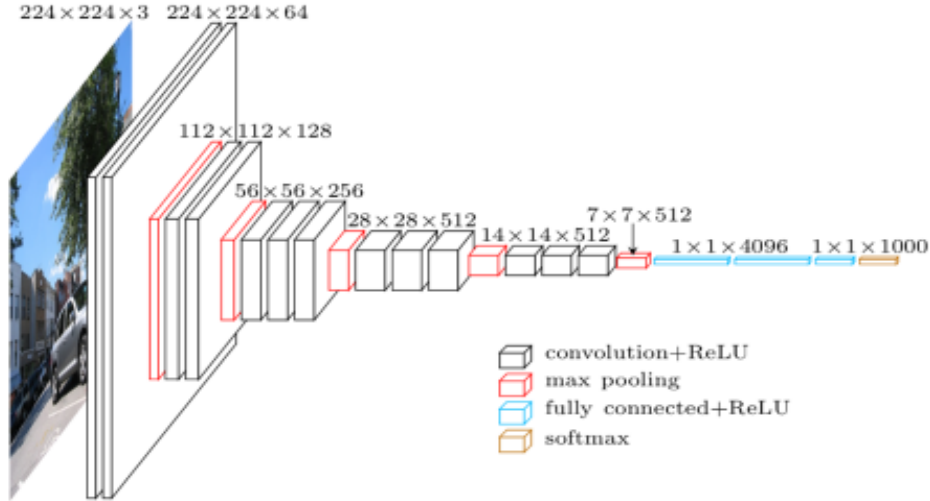 224×224×3
224×224×64
112×112×128
56×56×256
28×28×512
14×14×512
7×7×512
1×1×4096
1×1×1000
convolution+ReLU
max pooling
fully connected+ReLU
softmax